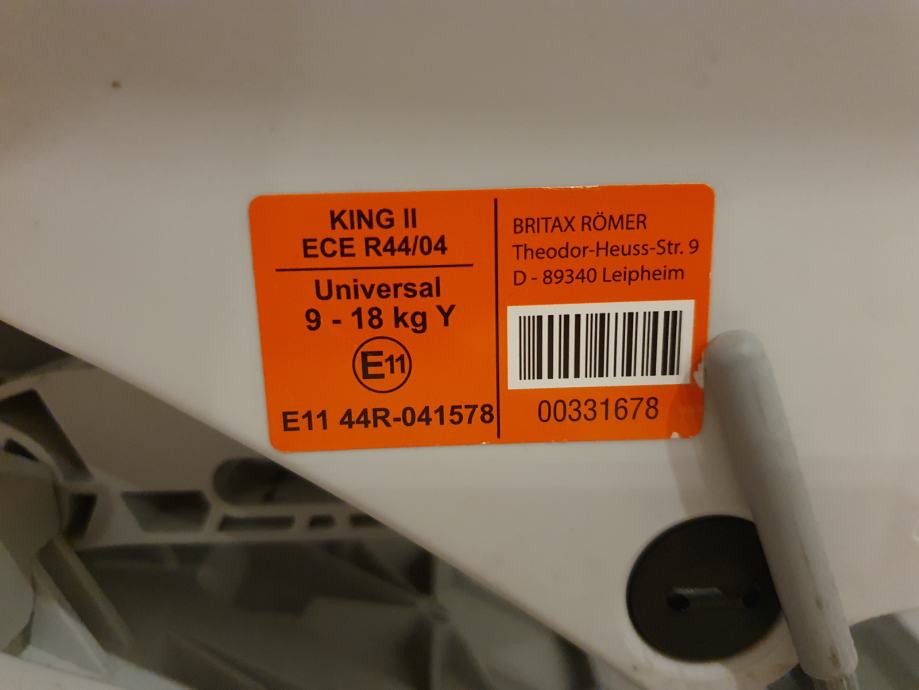 KING II
ECE R44/04
Universal
9 - 18 kg Y
E11
E11 44R-041578
BRITAX RÖMER
Theodor-Heuss-Str. 9
D - 89340 Leipheim
00331678